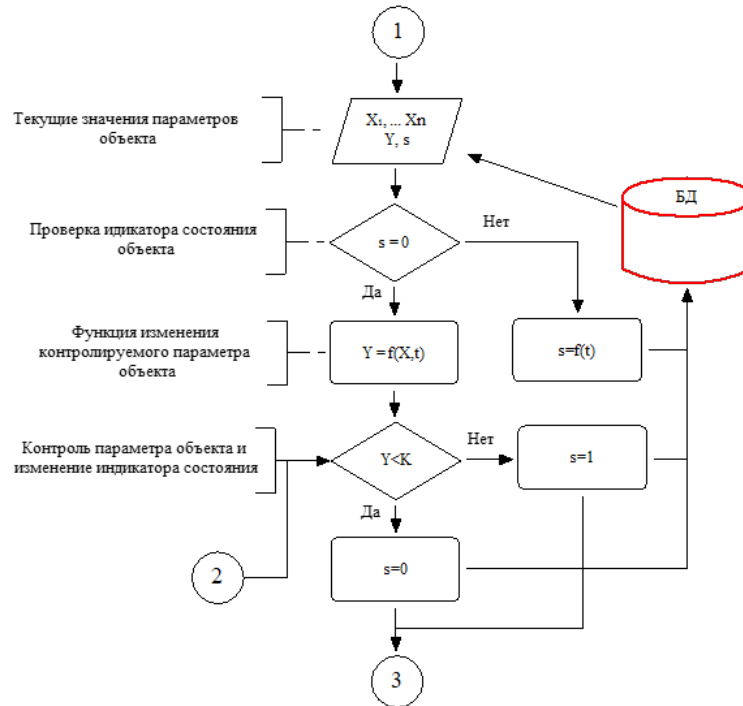 1
Текущие значения параметров
объекта
X₁, ... Xn
Y, s
БД
Проверка идикатора состояния
объекта
s = 0
Нет
Да
Функция изменения
контролируемого параметра
объекта
Y = f(X,t)
s=f(t)
Контроль параметра объекта и
изменение индикатора состояния
Y<K
Нет
s=1
Да
2
s=0
3